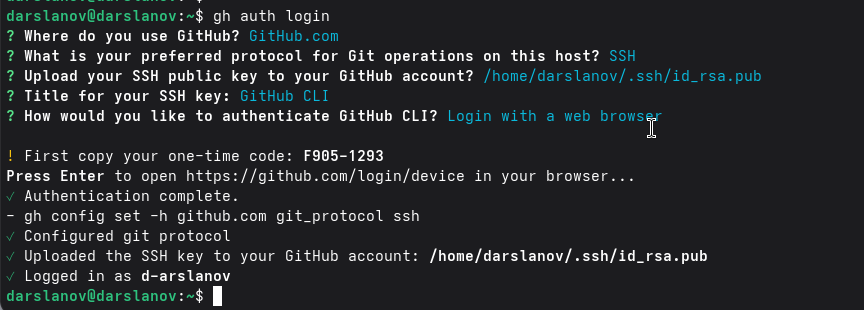 darslanov@darslanov:~$ gh auth login
? Where do you use GitHub? GitHub.com
? What is your preferred protocol for Git operations on this host? SSH
? Upload your SSH public key to your GitHub account? /home/darslanov/.ssh/id_rsa.pub
? Title for your SSH key: GitHub CLI
? How would you like to authenticate GitHub CLI? Login with a web browser
! First copy your one-time code: F905-1293
Press Enter to open https://github.com/login/device in your browser...
✓ Authentication complete.
- gh config set -h github.com git_protocol ssh
✓ Configured git protocol
✓ Uploaded the SSH key to your GitHub account: /home/darslanov/.ssh/id_rsa.pub
✓ Logged in as d-arslanov
darslanov@darslanov:~$